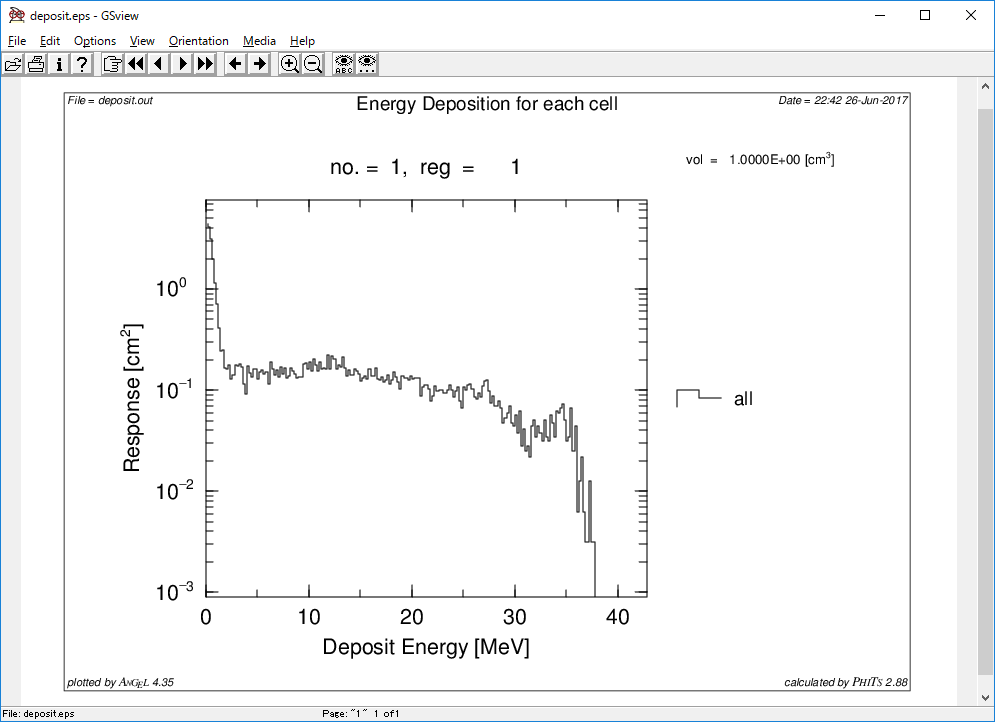 deposit.eps - GSview
File Edit Options View Orientation Media Help
i ? ABC
File = deposit.out
Energy Deposition for each cell
Date = 22:42 26-Jun-2017
no. = 1, reg = 1
vol = 1.0000E+00 [cm³]
Response [cm²]
10⁰
10⁻¹
10⁻²
10⁻³
all
0 10 20 30 40
Deposit Energy [MeV]
plotted by ANGEL 4.35
calculated by PHITS 2.88
File: deposit.eps Page: "1" 1 of 1